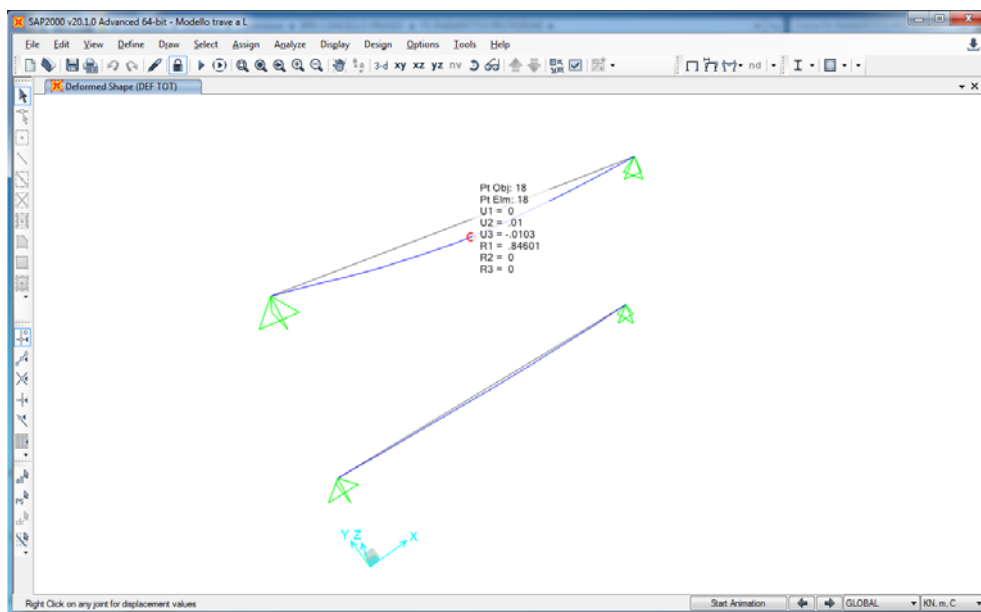 SAP2000 v20.1.0 Advanced 64-bit - Modello trave a L
File Edit View Define Draw Select Assign Analyze Display Design Options Tools Help
3-d xy xz yz nv nd
Deformed Shape (DEF TOT)
Pt Obj: 18
Pt Elm: 18
U1 = 0
U2 = .01
U3 = -.0103
R1 = .84601
R2 = 0
R3 = 0
all
PS
clr
Y Z X
Right Click on any joint for displacement values
Start Animation
GLOBAL
KN, m, C